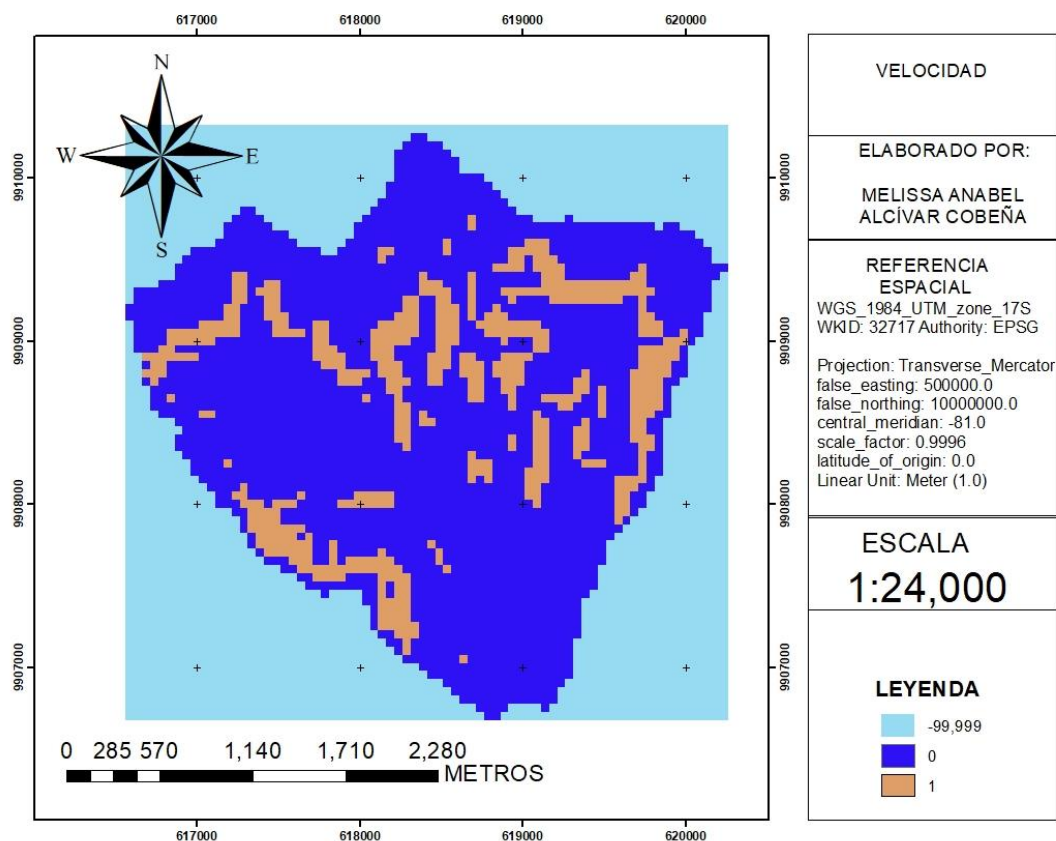 617000 618000 619000 620000
N
W E
S
9910000 9910000
9909000 9909000
9908000 9908000
9907000 9907000
0 285 570 1,140 1,710 2,280
METROS
617000 618000 619000 620000
VELOCIDAD
ELABORADO POR:
MELISSA ANABEL
ALCÍVAR COBEÑA
REFERENCIA
ESPACIAL
WGS_1984_UTM_zone_17S
WKID: 32717 Authority: EPSG
Projection: Transverse_Mercator
false_easting: 500000.0
false_northing: 10000000.0
central_meridian: -81.0
scale_factor: 0.9996
latitude_of_origin: 0.0
Linear Unit: Meter (1.0)
ESCALA
1:24,000
LEYENDA
-99,999
0
1